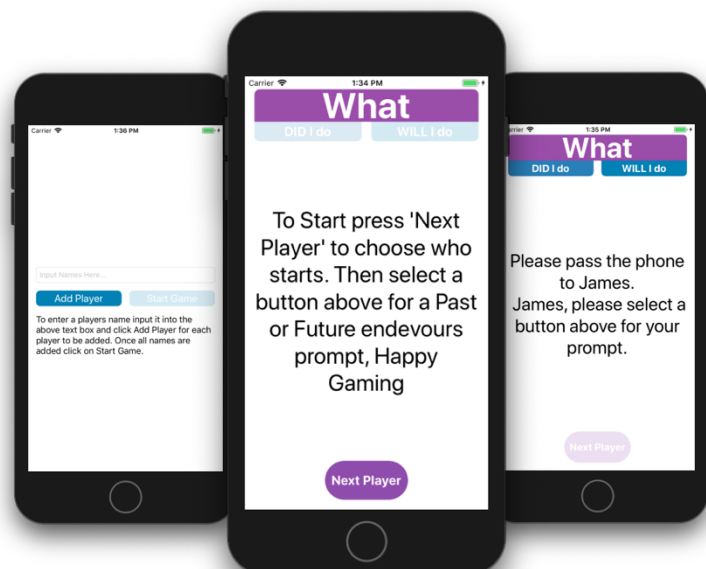 Carrier 1:36 PM
Input Names Here...
Add Player Start Game
To enter a players name input it into the
above text box and click Add Player for each
player to be added. Once all names are
added click on Start Game.
Carrier 1:34 PM
What
DID I do WILL I do
To Start press 'Next
Player' to choose who
starts. Then select a
button above for a Past
or Future endevours
prompt, Happy
Gaming
Next Player
arrier 1:35 PM
What
DID I do WILL I do
Please pass the phone
to James.
James, please select a
button above for your
prompt.
Next Player